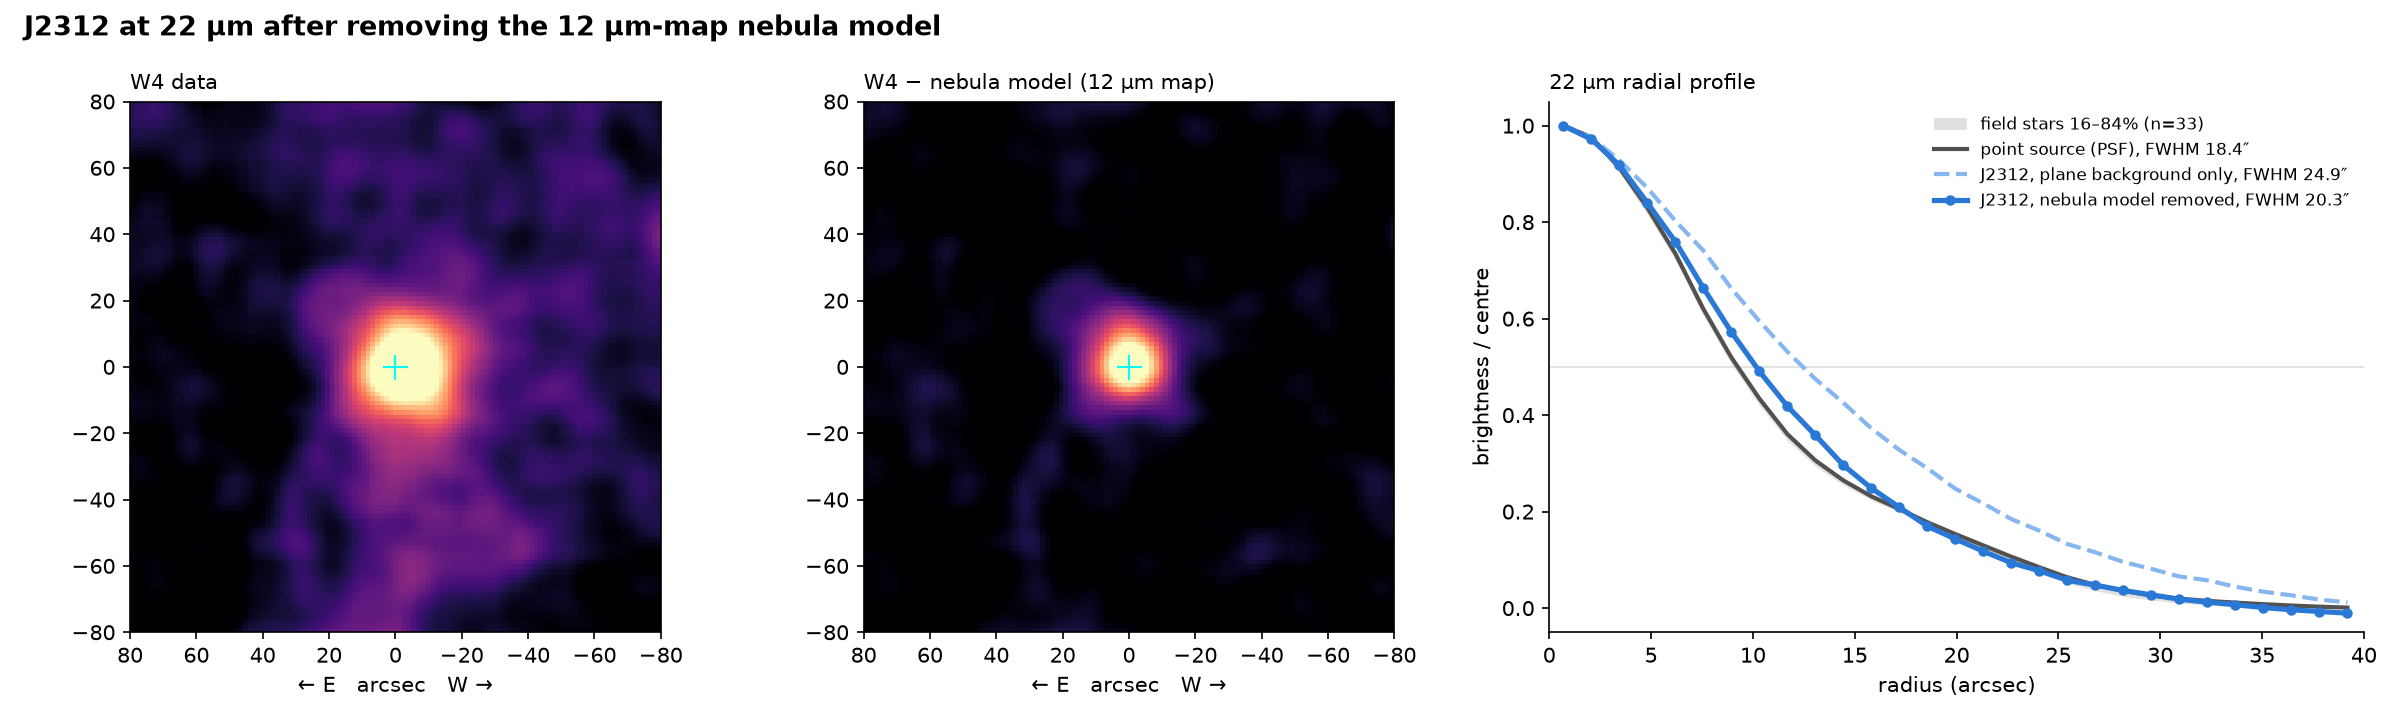 J2312 at 22 µm after removing the 12 µm-map nebula model
W4 data
80
60
40
20
0
−20
−40
−60
−80
80 60 40 20 0 −20 −40 −60 −80
← E arcsec W →
W4 − nebula model (12 µm map)
80
60
40
20
0
−20
−40
−60
−80
80 60 40 20 0 −20 −40 −60 −80
← E arcsec W →
22 µm radial profile
brightness / centre
1.0
0.8
0.6
0.4
0.2
0.0
field stars 16–84% (n=33)
point source (PSF), FWHM 18.4″
J2312, plane background only, FWHM 24.9″
J2312, nebula model removed, FWHM 20.3″
0 5 10 15 20 25 30 35 40
radius (arcsec)